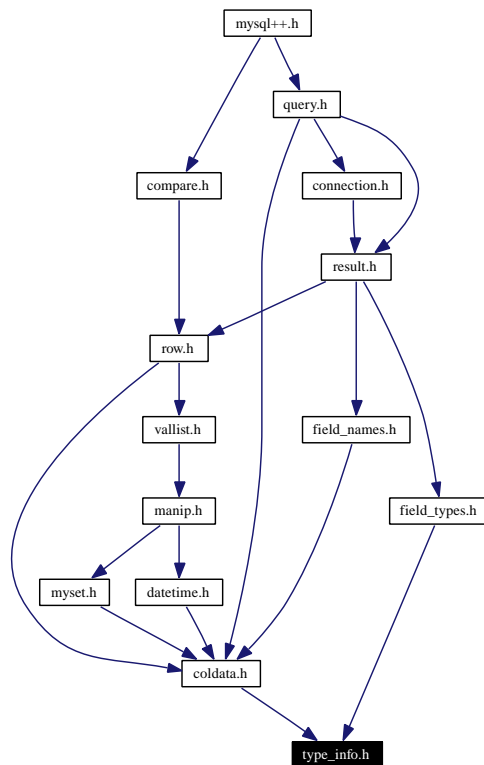 mysql++.h
query.h
compare.h
connection.h
result.h
row.h
vallist.h
field_names.h
manip.h
field_types.h
myset.h
datetime.h
coldata.h
type_info.h